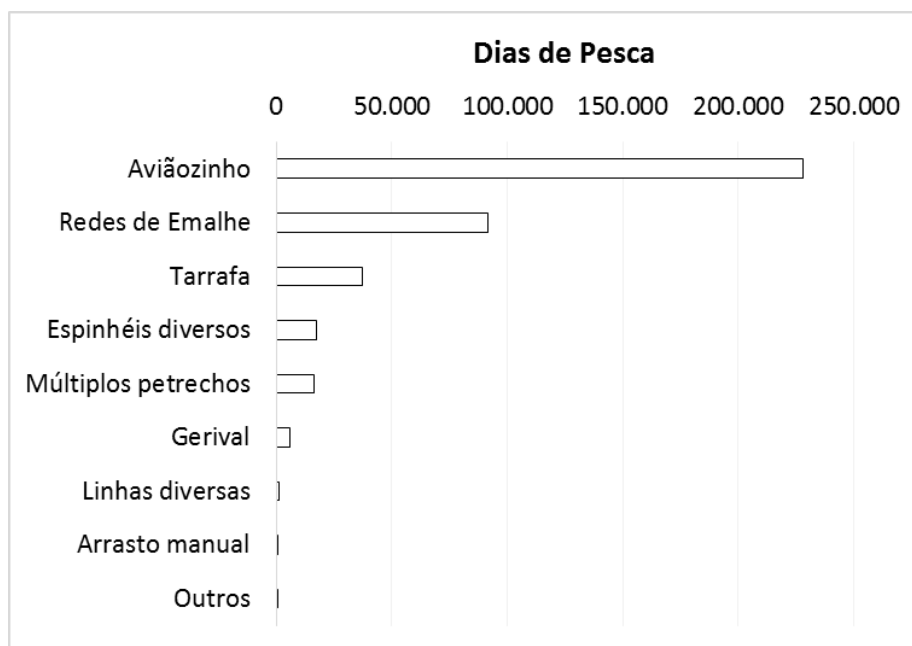 Dias de Pesca
0 50.000 100.000 150.000 200.000 250.000
Aviãozinho
Redes de Emalhe
Tarrafa
Espinhéis diversos
Múltiplos petrechos
Gerival
Linhas diversas
Arrasto manual
Outros